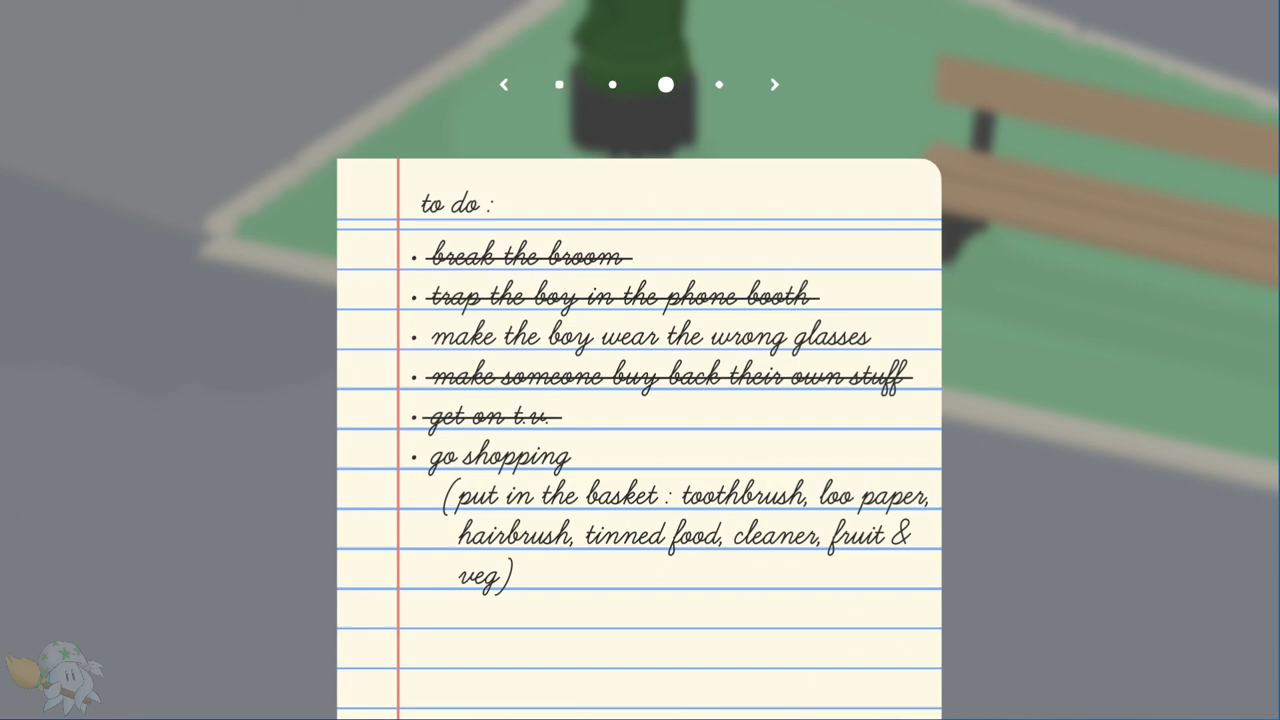 to do :
• break the broom
• trap the boy in the phone booth
• make the boy wear the wrong glasses
• make someone buy back their own stuff
• get on t.v.
• go shopping
(put in the basket : toothbrush, loo paper,
hairbrush, tinned food, cleaner, fruit &
veg)